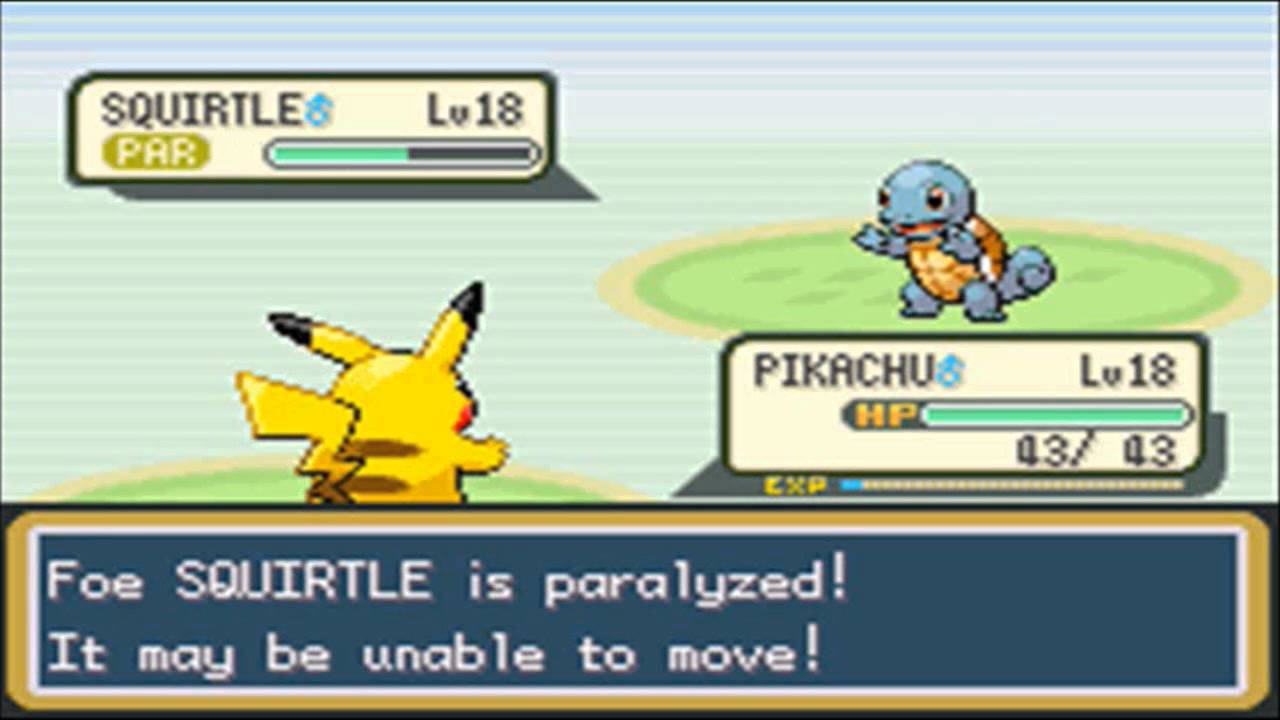 SQUIRTLE♂ Lv18
PAR
PIKACHU♂ Lv18
HP
43/ 43
EXP
Foe SQUIRTLE is paralyzed!
It may be unable to move!